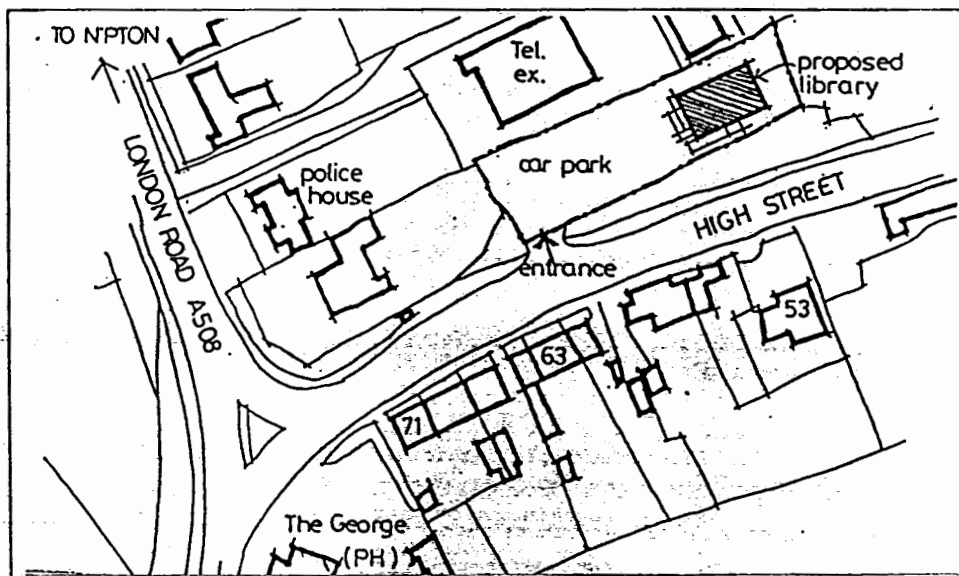 TO N'PTON
Tel.
ex.
proposed
library
LONDON ROAD A508
police
house
car park
HIGH STREET
entrance
53
63
71
The George
(PH)